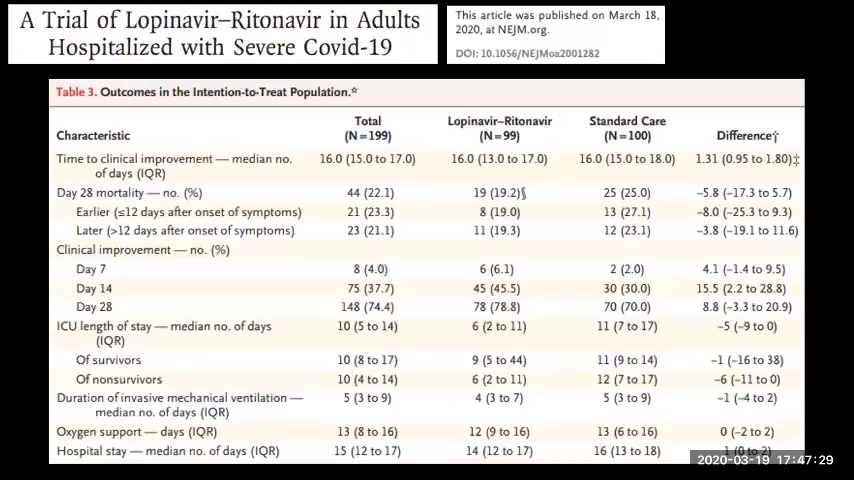 A Trial of Lopinavir–Ritonavir in Adults
Hospitalized with Severe Covid-19
This article was published on March 18,
2020, at NEJM.org.
DOI: 10.1056/NEJMoa2001282
Table 3. Outcomes in the Intention-to-Treat Population.*
Characteristic Total (N=199) Lopinavir–Ritonavir (N=99) Standard Care (N=100) Difference†
Time to clinical improvement — median no. of days (IQR) 16.0 (15.0 to 17.0) 16.0 (13.0 to 17.0) 16.0 (15.0 to 18.0) 1.31 (0.95 to 1.80)‡
Day 28 mortality — no. (%) 44 (22.1) 19 (19.2)§ 25 (25.0) −5.8 (−17.3 to 5.7)
Earlier (≤12 days after onset of symptoms) 21 (23.3) 8 (19.0) 13 (27.1) −8.0 (−25.3 to 9.3)
Later (>12 days after onset of symptoms) 23 (21.1) 11 (19.3) 12 (23.1) −3.8 (−19.1 to 11.6)
Clinical improvement — no. (%)
Day 7 8 (4.0) 6 (6.1) 2 (2.0) 4.1 (−1.4 to 9.5)
Day 14 75 (37.7) 45 (45.5) 30 (30.0) 15.5 (2.2 to 28.8)
Day 28 148 (74.4) 78 (78.8) 70 (70.0) 8.8 (−3.3 to 20.9)
ICU length of stay — median no. of days (IQR) 10 (5 to 14) 6 (2 to 11) 11 (7 to 17) −5 (−9 to 0)
Of survivors 10 (8 to 17) 9 (5 to 44) 11 (9 to 14) −1 (−16 to 38)
Of nonsurvivors 10 (4 to 14) 6 (2 to 11) 12 (7 to 17) −6 (−11 to 0)
Duration of invasive mechanical ventilation — median no. of days (IQR) 5 (3 to 9) 4 (3 to 7) 5 (3 to 9) −1 (−4 to 2)
Oxygen support — days (IQR) 13 (8 to 16) 12 (9 to 16) 13 (6 to 16) 0 (−2 to 2)
Hospital stay — median no. of days (IQR) 15 (12 to 17) 14 (12 to 17) 16 (13 to 18) 1 (0 to 2)
2020-03-19 17:47:29